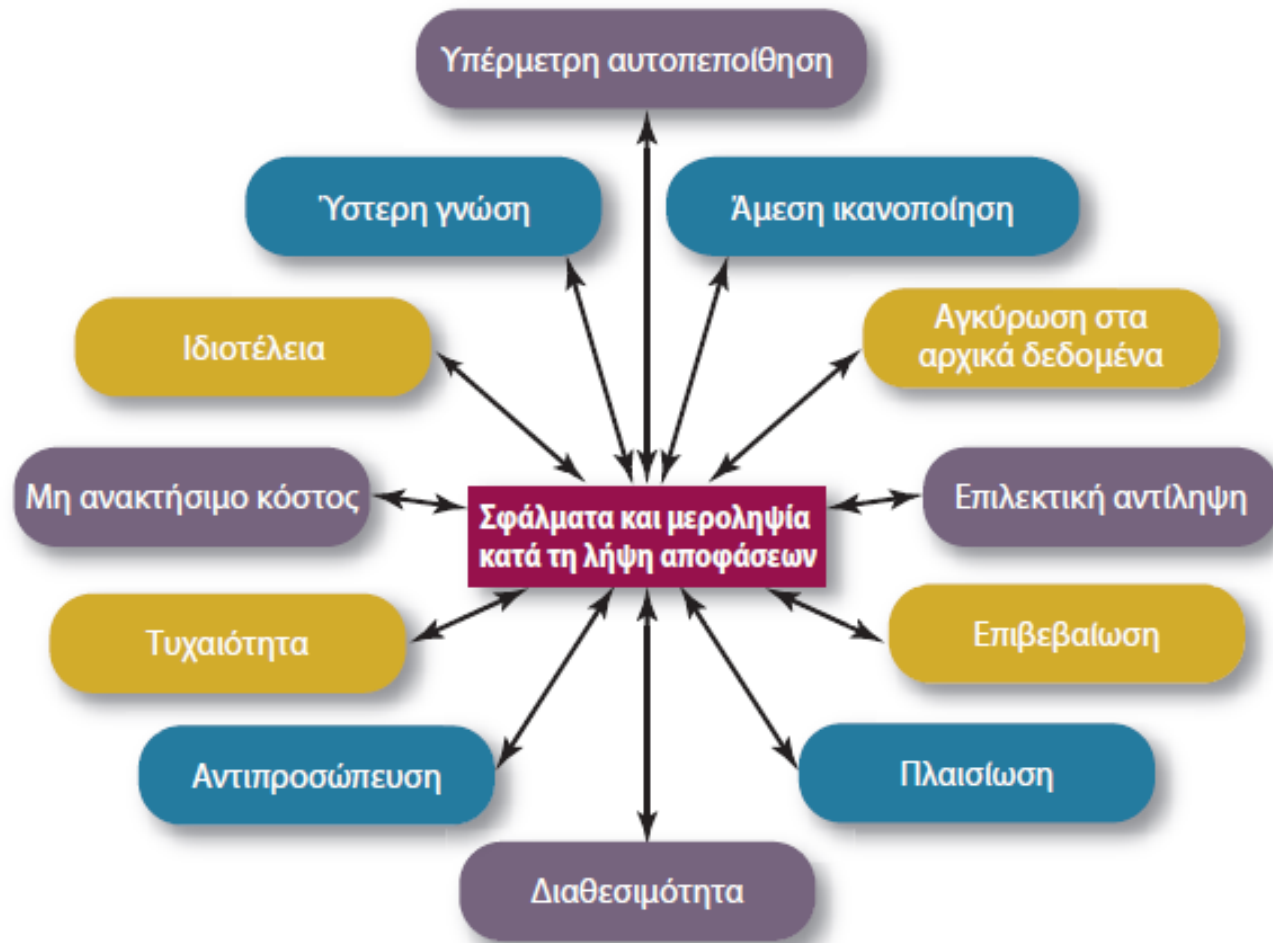 Υπέρμετρη αυτοπεποίθηση
Ύστερη γνώση
Άμεση ικανοποίηση
Ιδιοτέλεια
Αγκύρωση στα
αρχικά δεδομένα
Μη ανακτήσιμο κόστος
Επιλεκτική αντίληψη
Σφάλματα και μεροληψία
κατά τη λήψη αποφάσεων
Τυχαιότητα
Επιβεβαίωση
Αντιπροσώπευση
Πλαισίωση
Διαθεσιμότητα